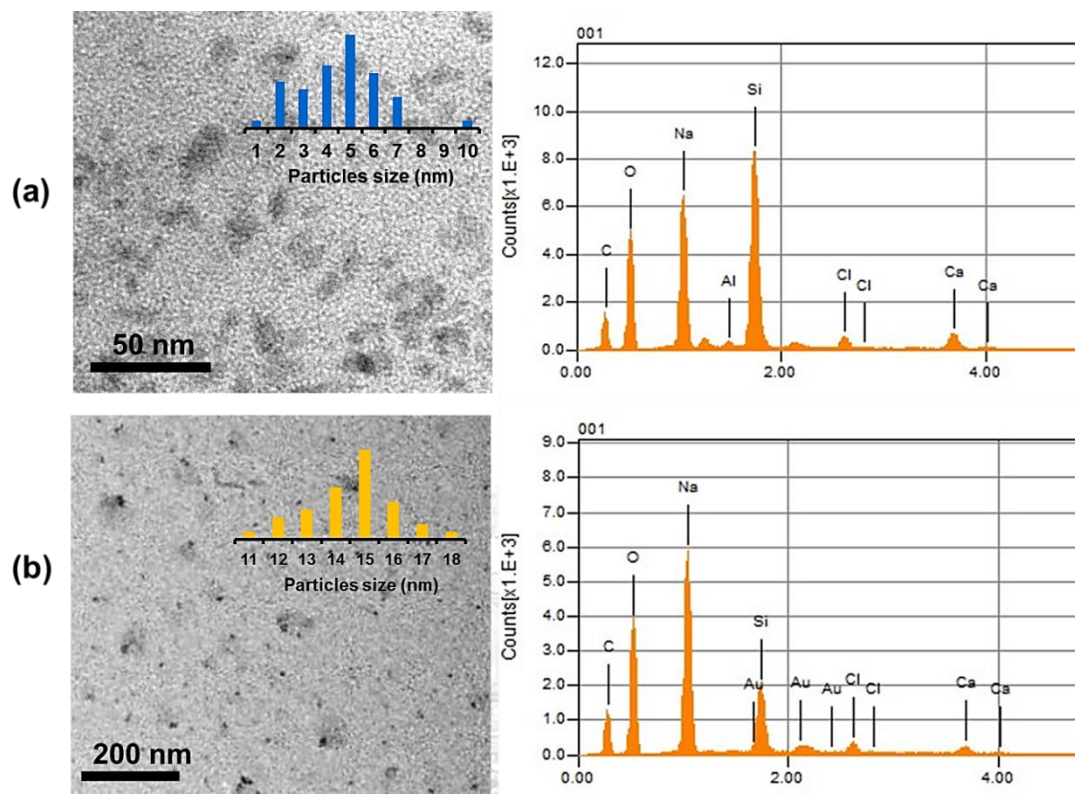 (a)
1 2 3 4 5 6 7 8 9 10
Particles size (nm)
50 nm
001
Counts[x1.E+3]
12.0
10.0
8.0
6.0
4.0
2.0
0.0
C
O
Na
Al
Si
Cl
Cl
Ca
Ca
0.00 2.00 4.00
(b)
11 12 13 14 15 16 17 18
Particles size (nm)
200 nm
001
Counts[x1.E+3]
9.0
8.0
7.0
6.0
5.0
4.0
3.0
2.0
1.0
0.0
C
O
Na
Au
Si
Au
Au
Cl
Cl
Ca
Ca
0.00 2.00 4.00